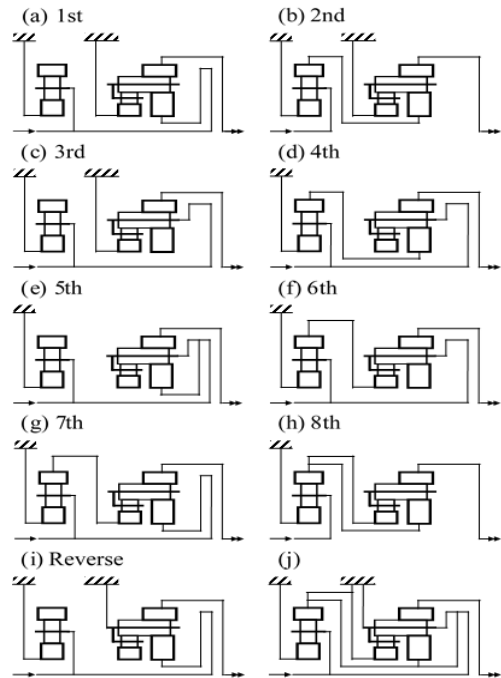 (a) 1st
(b) 2nd
(c) 3rd
(d) 4th
(e) 5th
(f) 6th
(g) 7th
(h) 8th
(i) Reverse
(j)